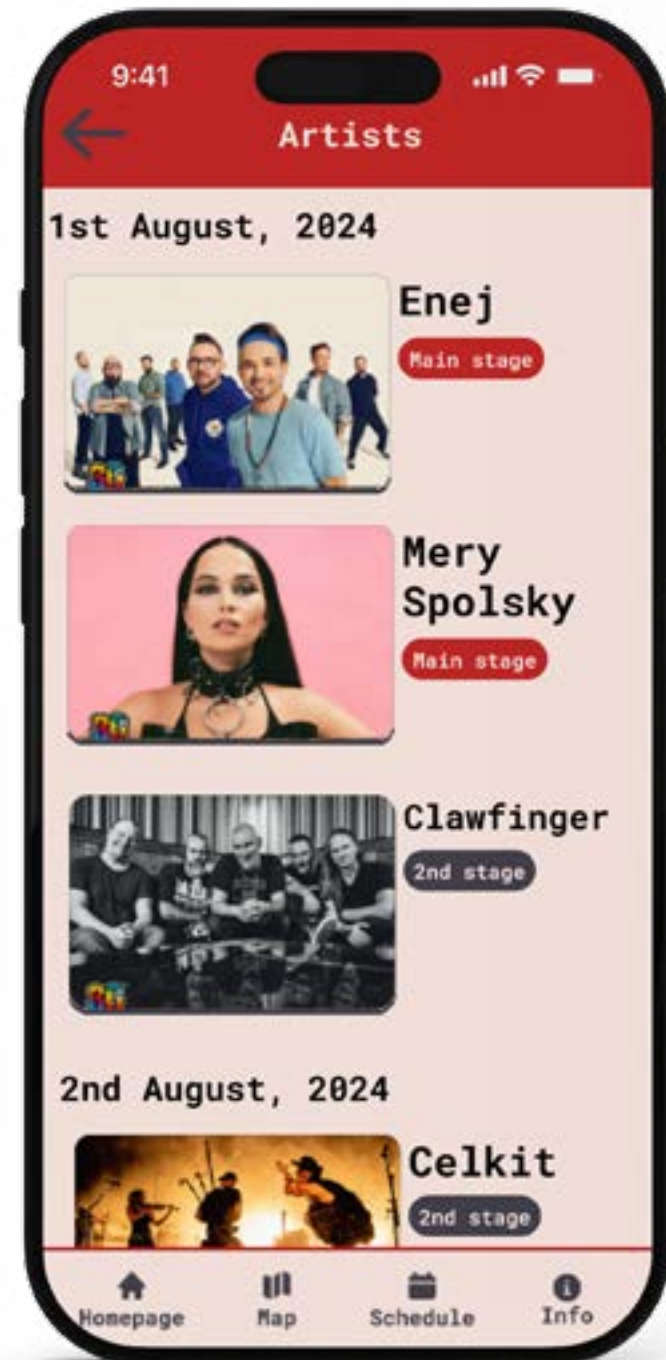 9:41
Artists
1st August, 2024
Enej
Main stage
Mery
Spolsky
Main stage
Clawfinger
2nd stage
2nd August, 2024
Celkit
2nd stage
Homepage
Map
Schedule
Info